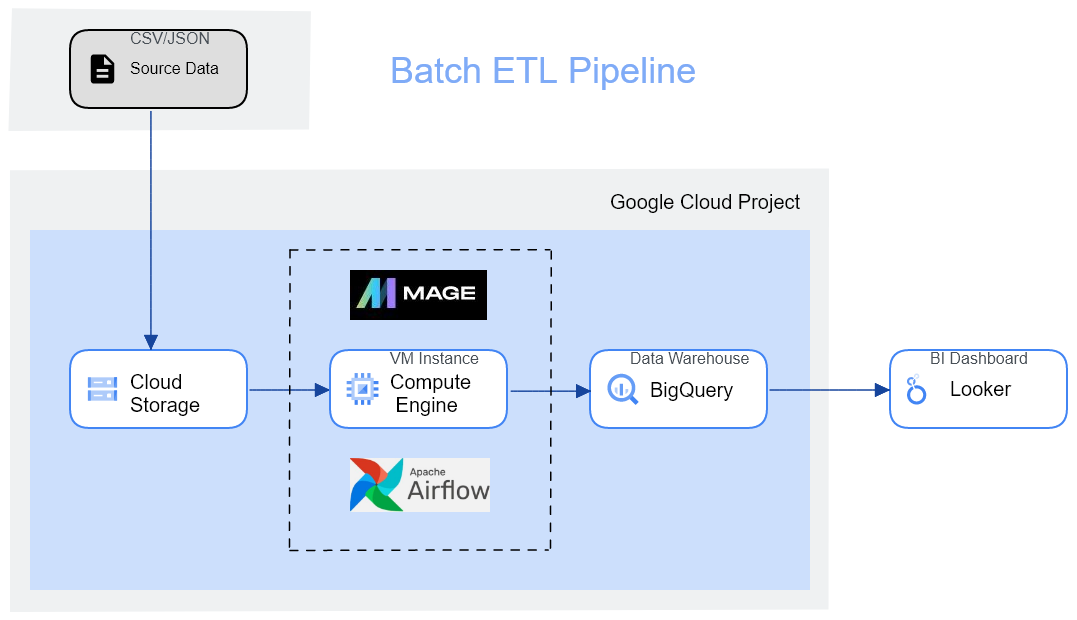 CSV/JSON
Source Data
Batch ETL Pipeline
Google Cloud Project
MAGE
Cloud
Storage
VM Instance
Compute
Engine
Data Warehouse
BigQuery
BI Dashboard
Looker
Apache
Airflow